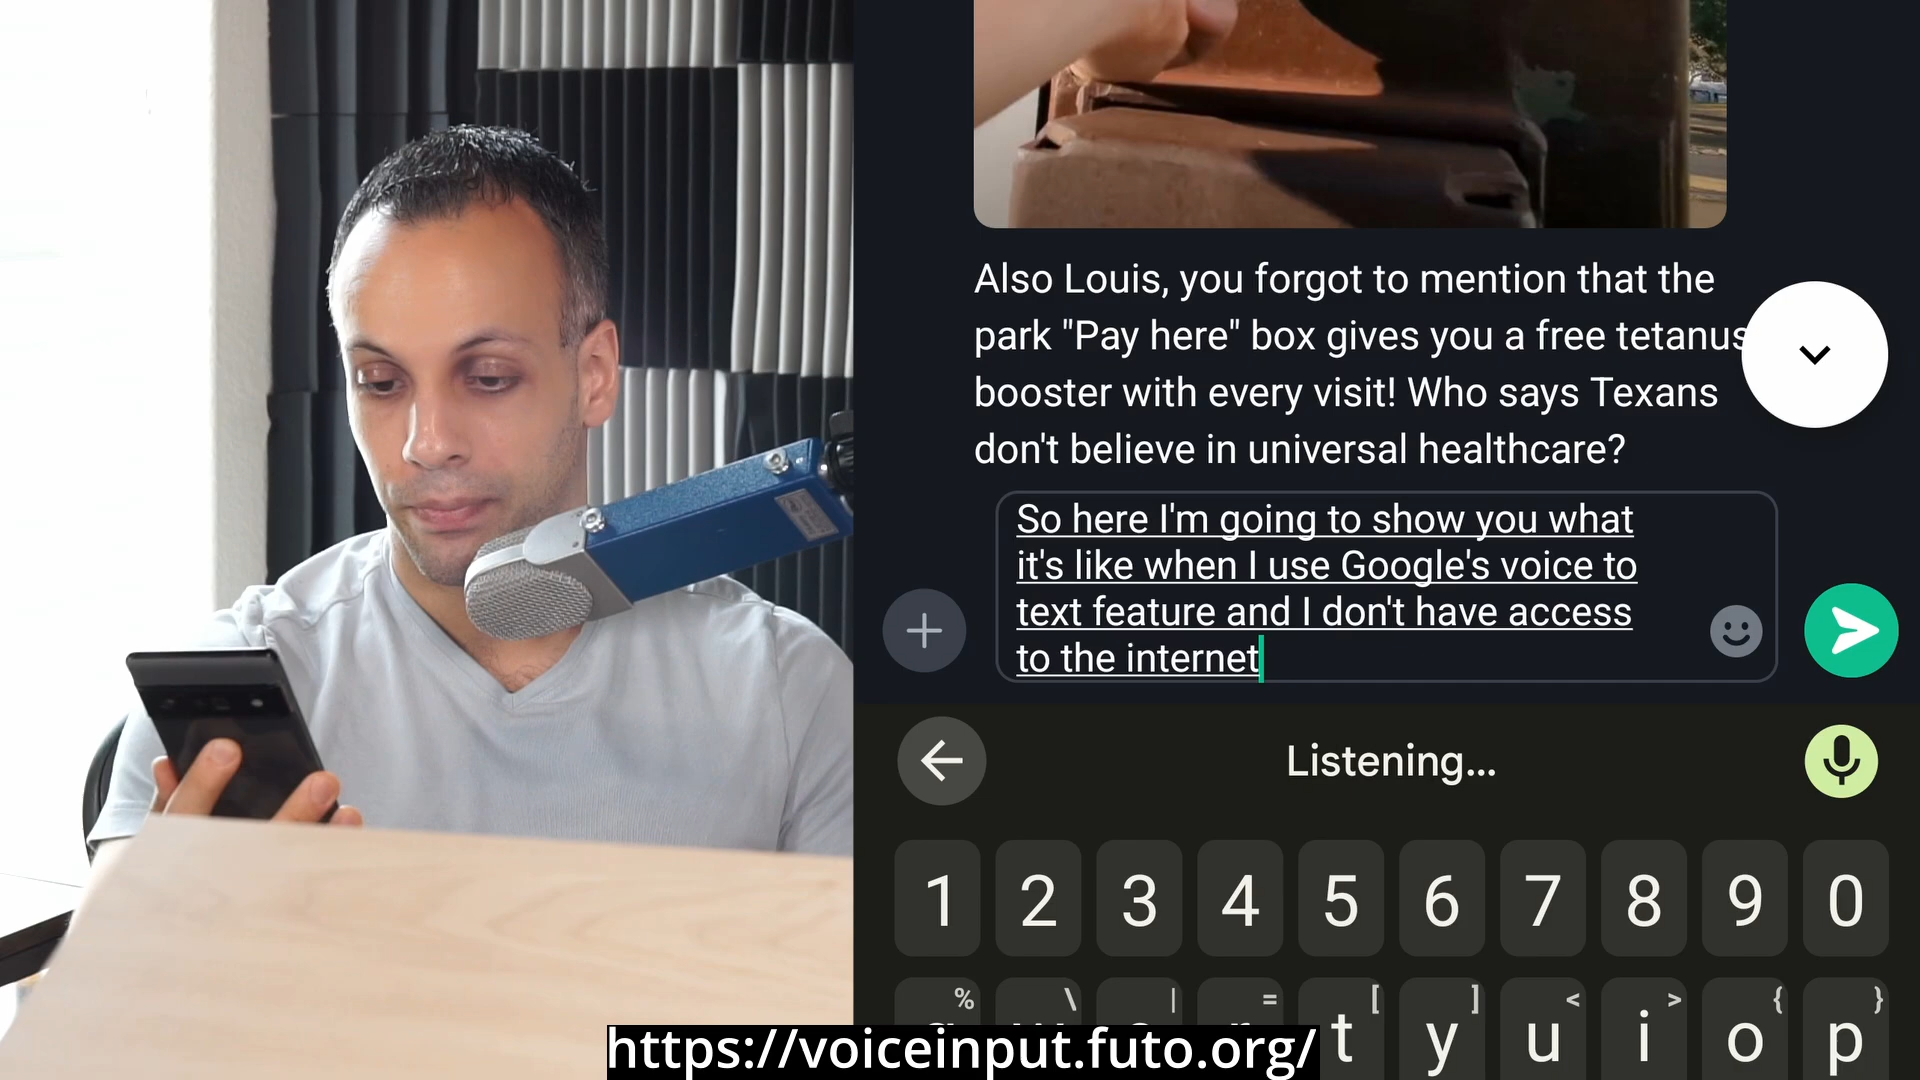 Also Louis, you forgot to mention that the
park "Pay here" box gives you a free tetanus
booster with every visit! Who says Texans
don't believe in universal healthcare?
So here I'm going to show you what
it's like when I use Google's voice to
text feature and I don't have access
to the internet
Listening...
1 2 3 4 5 6 7 8 9 0
% \ | = [ ] < > { }
t y u i o p
https://voiceinput.futo.org/